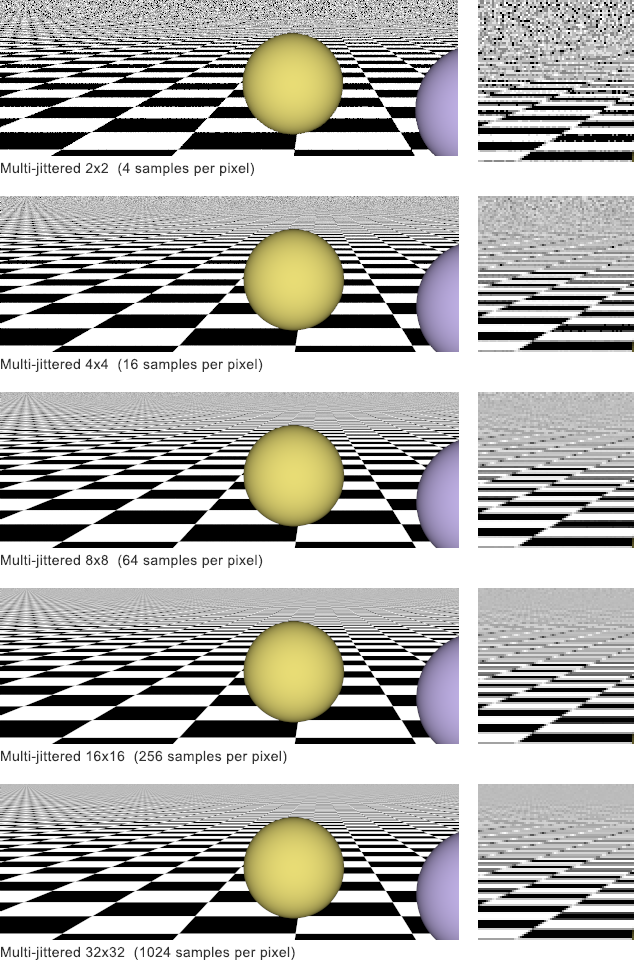 Multi-jittered 2x2  (4 samples per pixel)
Multi-jittered 4x4  (16 samples per pixel)
Multi-jittered 8x8  (64 samples per pixel)
Multi-jittered 16x16  (256 samples per pixel)
Multi-jittered 32x32  (1024 samples per pixel)